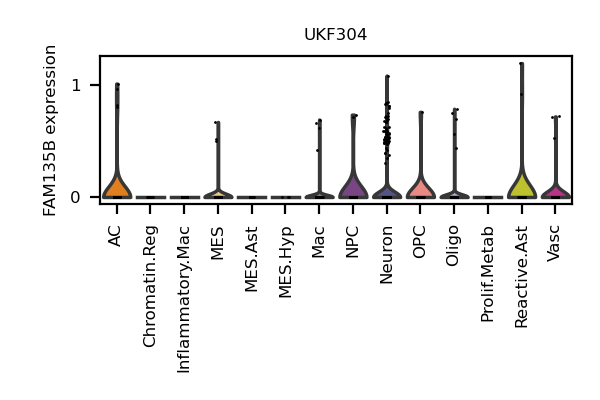 UKF304
FAM135B expression
1
0
AC
Chromatin.Reg
Inflammatory.Mac
MES
MES.Ast
MES.Hyp
Mac
NPC
Neuron
OPC
Oligo
Prolif.Metab
Reactive.Ast
Vasc